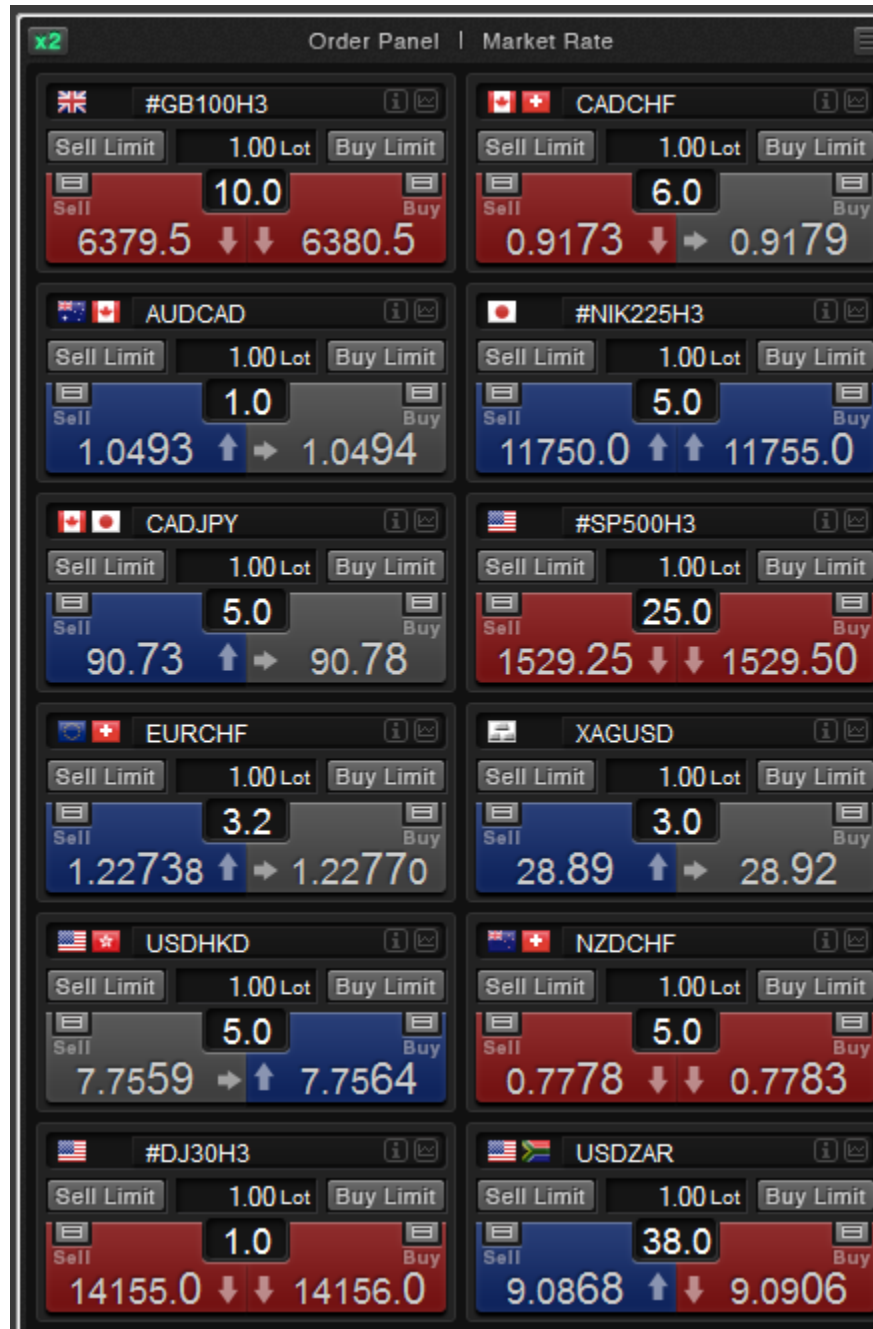 x2 Order Panel | Market Rate
#GB100H3
Sell Limit 1.00 Lot Buy Limit
10.0
Sell Buy
6379.5 6380.5
CADCHF
Sell Limit 1.00 Lot Buy Limit
6.0
Sell Buy
0.9173 0.9179
AUDCAD
Sell Limit 1.00 Lot Buy Limit
1.0
Sell Buy
1.0493 1.0494
#NIK225H3
Sell Limit 1.00 Lot Buy Limit
5.0
Sell Buy
11750.0 11755.0
CADJPY
Sell Limit 1.00 Lot Buy Limit
5.0
Sell Buy
90.73 90.78
#SP500H3
Sell Limit 1.00 Lot Buy Limit
25.0
Sell Buy
1529.25 1529.50
EURCHF
Sell Limit 1.00 Lot Buy Limit
3.2
Sell Buy
1.22738 1.22770
XAGUSD
Sell Limit 1.00 Lot Buy Limit
3.0
Sell Buy
28.89 28.92
USDHKD
Sell Limit 1.00 Lot Buy Limit
5.0
Sell Buy
7.7559 7.7564
NZDCHF
Sell Limit 1.00 Lot Buy Limit
5.0
Sell Buy
0.7778 0.7783
#DJ30H3
Sell Limit 1.00 Lot Buy Limit
1.0
Sell Buy
14155.0 14156.0
USDZAR
Sell Limit 1.00 Lot Buy Limit
38.0
Sell Buy
9.0868 9.0906